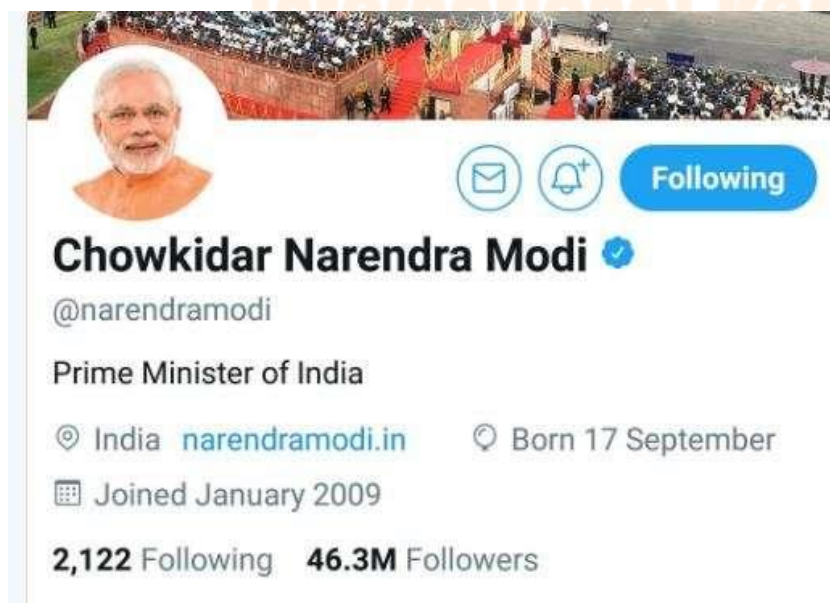 Following
Chowkidar Narendra Modi
@narendramodi
Prime Minister of India
India narendramodi.in Born 17 September
Joined January 2009
2,122 Following 46.3M Followers